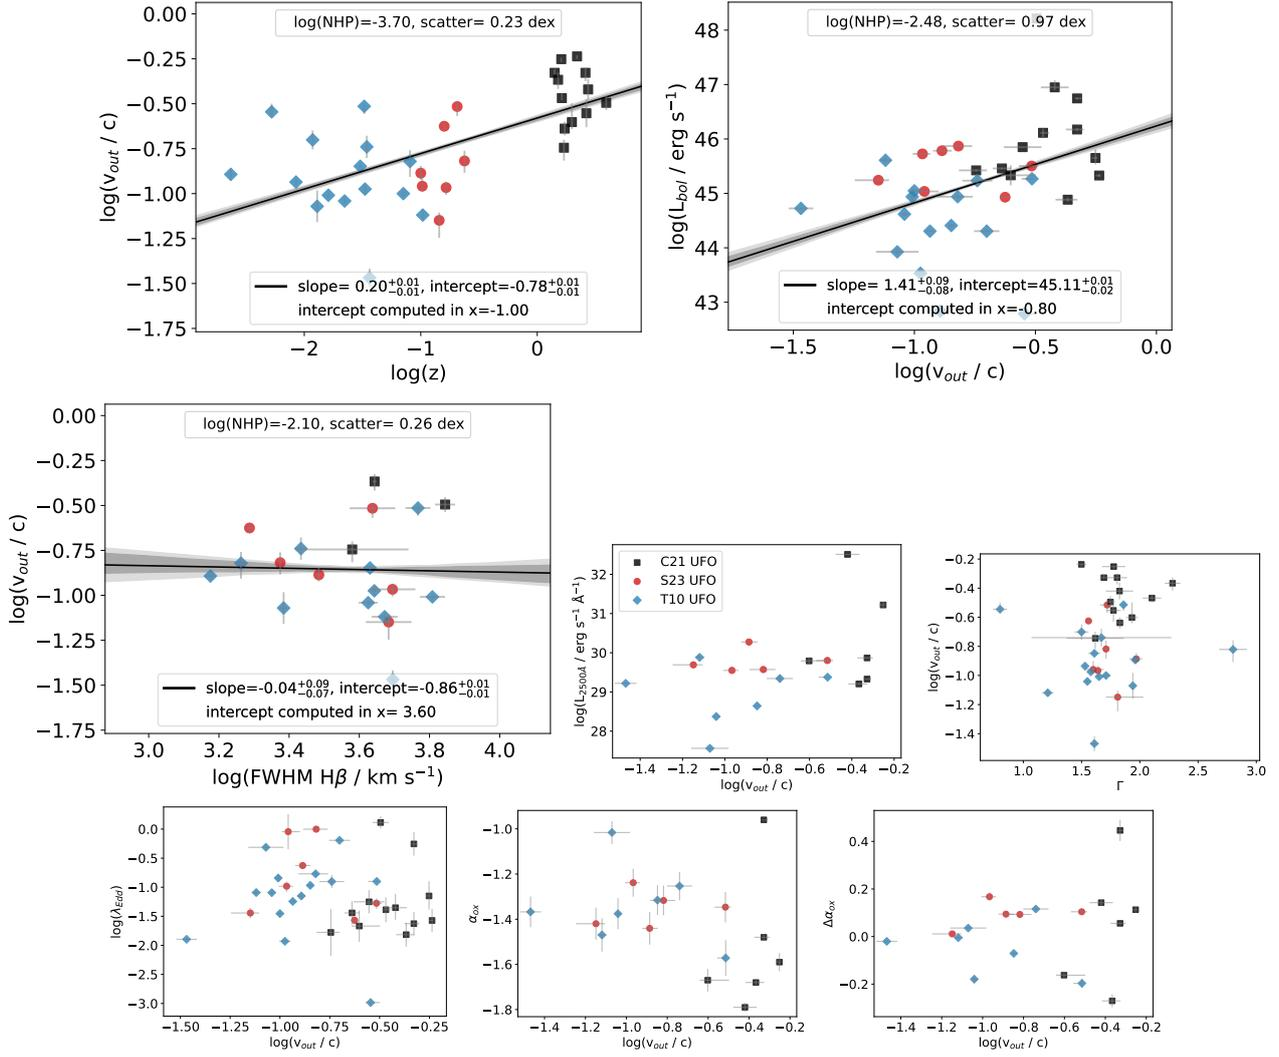 log(NHP)=-3.70, scatter= 0.23 dex
0.00
−0.25
−0.50
−0.75
−1.00
−1.25
−1.50
−1.75
log(v_out / c)
slope= 0.20+0.01−0.01, intercept=-0.78+0.01−0.01
intercept computed in x=-1.00
−2 −1 0
log(z)
log(NHP)=-2.48, scatter= 0.97 dex
48
47
46
45
44
43
log(L_bol / erg s⁻¹)
slope= 1.41+0.09−0.08, intercept=45.11+0.01−0.02
intercept computed in x=-0.80
−1.5 −1.0 −0.5 0.0
log(v_out / c)
log(NHP)=-2.10, scatter= 0.26 dex
0.00
−0.25
−0.50
−0.75
−1.00
−1.25
−1.50
−1.75
log(v_out / c)
slope=-0.04+0.09−0.07, intercept=-0.86+0.01−0.01
intercept computed in x= 3.60
3.0 3.2 3.4 3.6 3.8 4.0
log(FWHM Hβ / km s⁻¹)
C21 UFO
S23 UFO
T10 UFO
32
31
30
29
28
log(L_2500Å / erg s⁻¹ Å⁻¹)
−1.4 −1.2 −1.0 −0.8 −0.6 −0.4 −0.2
log(v_out / c)
−0.2
−0.4
−0.6
−0.8
−1.0
−1.2
−1.4
log(v_out / c)
1.0 1.5 2.0 2.5 3.0
Γ
0.0
−0.5
−1.0
−1.5
−2.0
−2.5
−3.0
log(λ_Edd)
−1.50 −1.25 −1.00 −0.75 −0.50 −0.25
log(v_out / c)
−1.0
−1.2
−1.4
−1.6
−1.8
α_ox
−1.4 −1.2 −1.0 −0.8 −0.6 −0.4 −0.2
log(v_out / c)
0.4
0.2
0.0
−0.2
Δα_ox
−1.4 −1.2 −1.0 −0.8 −0.6 −0.4 −0.2
log(v_out / c)